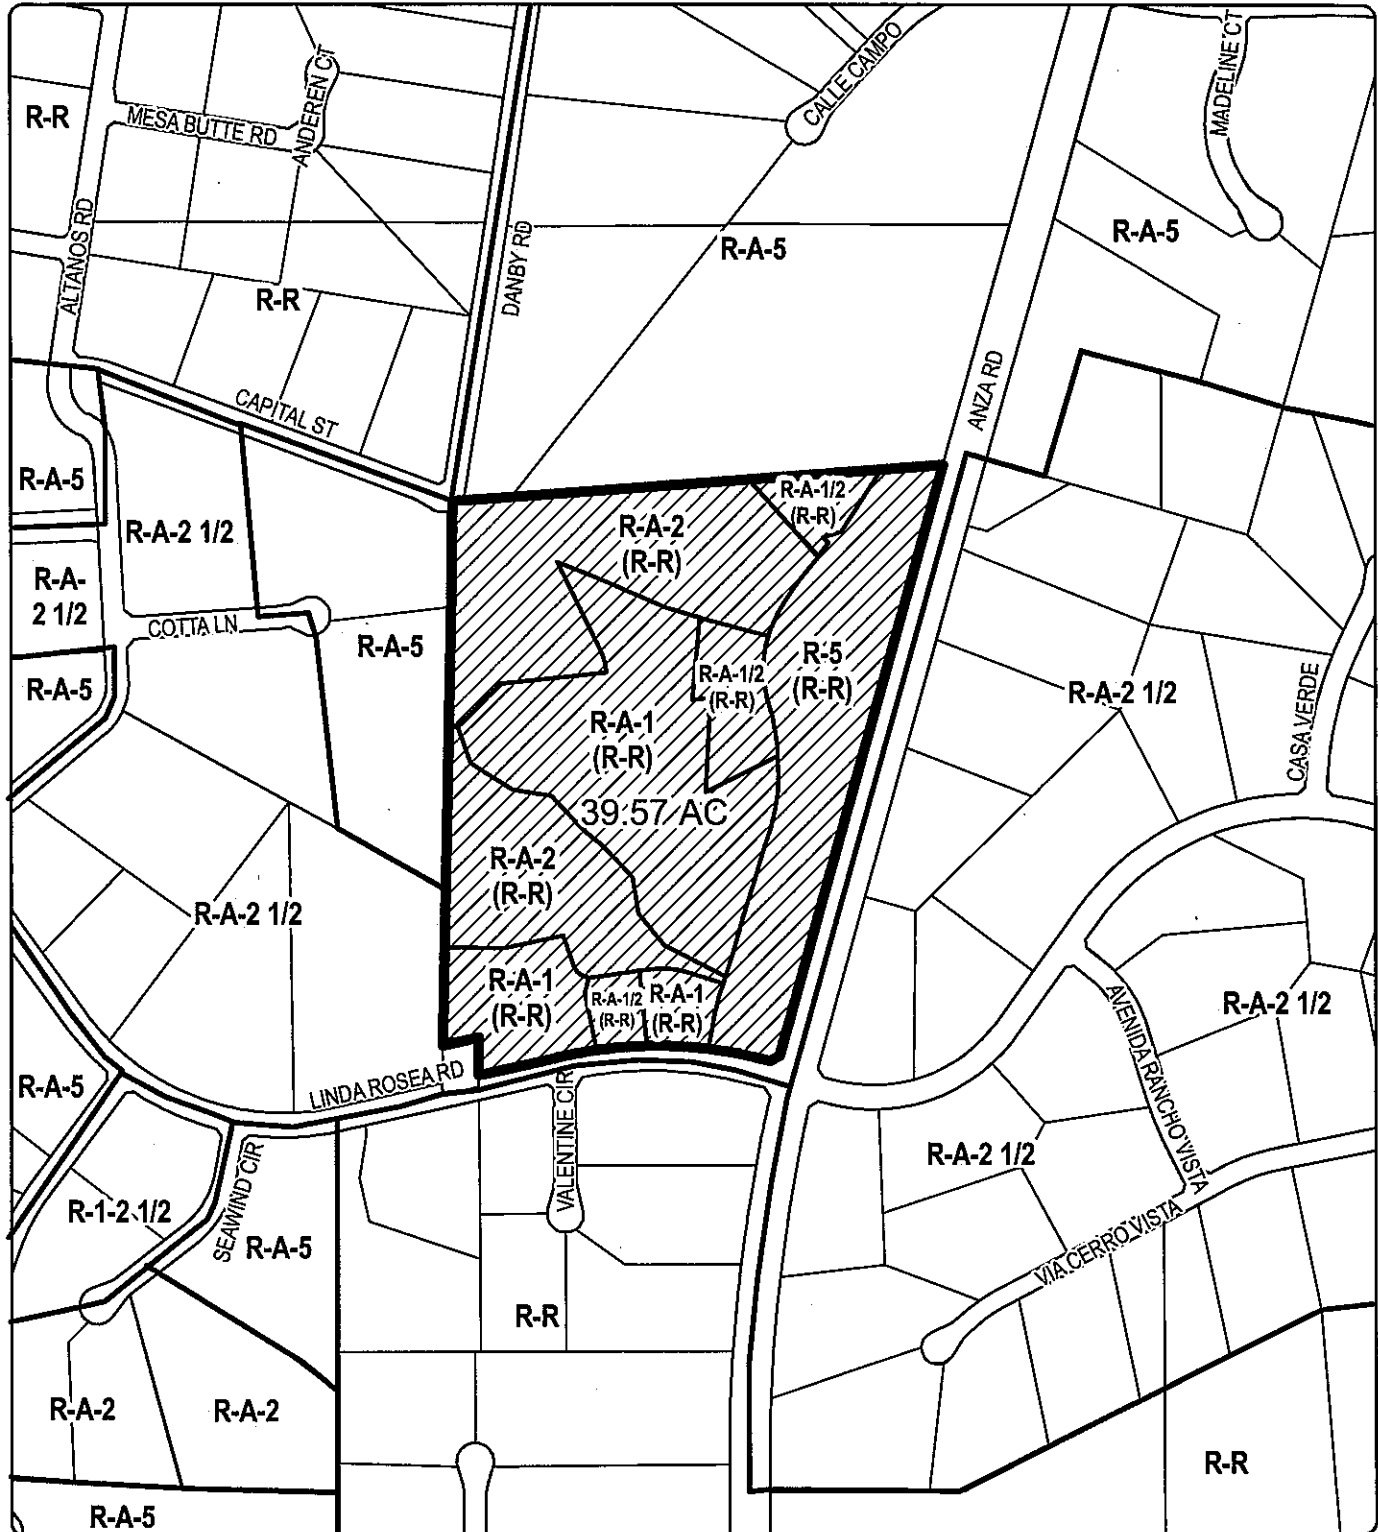 CALLE CAMPO
MADELINE CT
ANDEREN CT
R-R
MESA BUTTE RD
ALTANOS RD
DANBY RD
R-A-5
R-A-5
R-R
CAPITAL ST
ANZA RD
R-A-5
R-A-2 1/2
R-A-1/2
(R-R)
R-A-2
(R-R)
R-A-
2 1/2
COTTA LN
R-A-5
R-A-5
R-A-1/2
(R-R)
R-5
(R-R)
R-A-2 1/2
CASA VERDE
R-A-1
(R-R)
39.57 AC
R-A-2
(R-R)
R-A-2 1/2
R-A-1
(R-R)
R-A-1/2
(R-R)
R-A-1
(R-R)
R-A-2 1/2
AVENIDA RANCHO VISTA
R-A-5
LINDA ROSEA RD
VALENTINE CIR
R-A-2 1/2
R-1-2 1/2
SEAWIND CIR
R-A-5
VIA CERRO VISTA
R-R
R-A-2
R-A-2
R-R
R-A-5